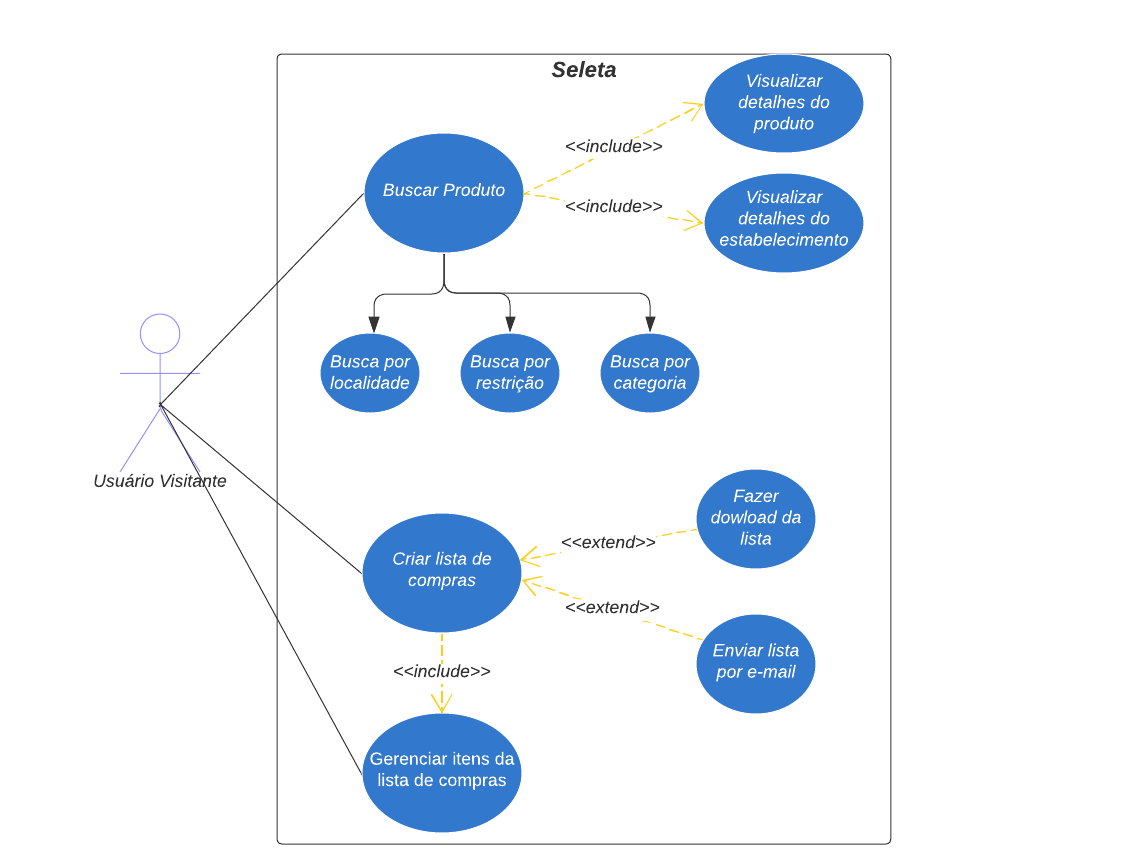 Seleta
Visualizar
detalhes do
produto
<<include>>
Buscar Produto
Visualizar
detalhes do
estabelecimento
<<include>>
Busca por
localidade
Busca por
restrição
Busca por
categoria
Usuário Visitante
Fazer
dowload da
lista
<<extend>>
Criar lista de
compras
<<extend>>
Enviar lista
por e-mail
<<include>>
Gerenciar itens da
lista de compras